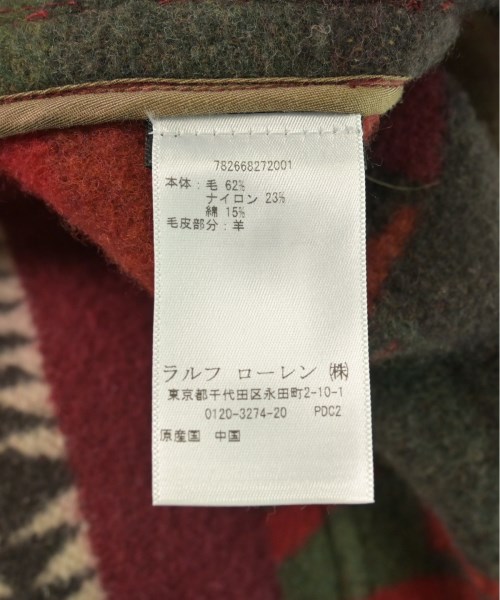 782668272001
本体：毛 62%
ナイロン 23%
綿 15%
毛皮部分：羊
ラルフ ローレン ㈱
東京都千代田区永田町2-10-1
0120-3274-20 PDC2
原産国 中国